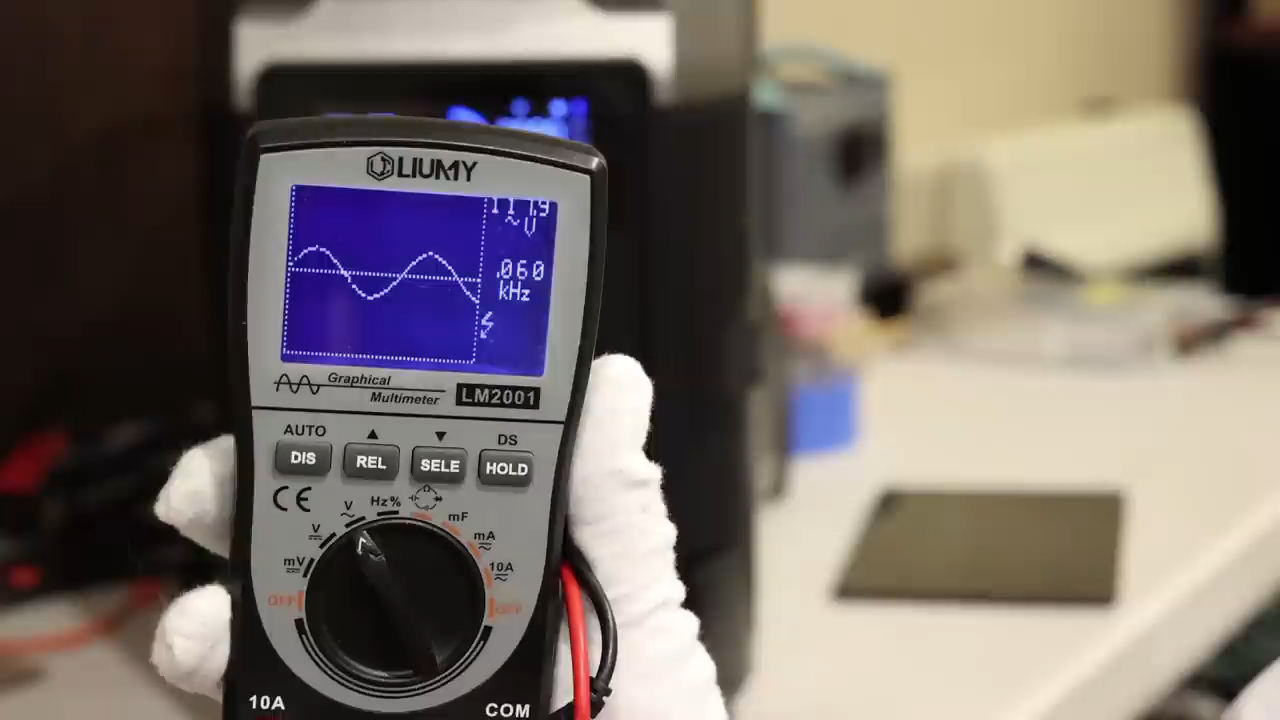 LIUMY
117.9
~V
.060
kHz
Graphical
Multimeter
LM2001
AUTO
DIS
REL
SELE
DS
HOLD
CE
Hz%
V
V
mV
mF
mA
10A
OFF
OFF
10A
COM